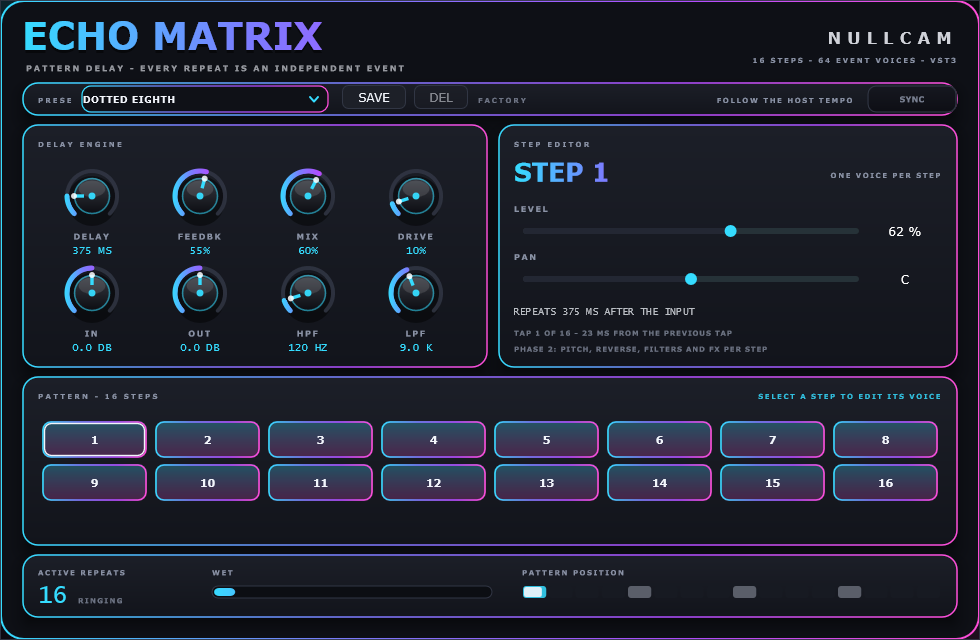 ECHO MATRIX
NULLCAM
PATTERN DELAY - EVERY REPEAT IS AN INDEPENDENT EVENT
16 STEPS - 64 EVENT VOICES - VST3
PRESE
DOTTED EIGHTH
SAVE
DEL
FACTORY
FOLLOW THE HOST TEMPO
SYNC
DELAY ENGINE
DELAY FEEDBK MIX DRIVE
375 MS 55% 60% 10%
IN OUT HPF LPF
0.0 DB 0.0 DB 120 HZ 9.0 K
STEP EDITOR
STEP 1
ONE VOICE PER STEP
LEVEL
62 %
PAN
C
REPEATS 375 MS AFTER THE INPUT
TAP 1 OF 16 - 23 MS FROM THE PREVIOUS TAP
PHASE 2: PITCH, REVERSE, FILTERS AND FX PER STEP
PATTERN - 16 STEPS
SELECT A STEP TO EDIT ITS VOICE
1 2 3 4 5 6 7 8
9 10 11 12 13 14 15 16
ACTIVE REPEATS
16 RINGING
WET
PATTERN POSITION